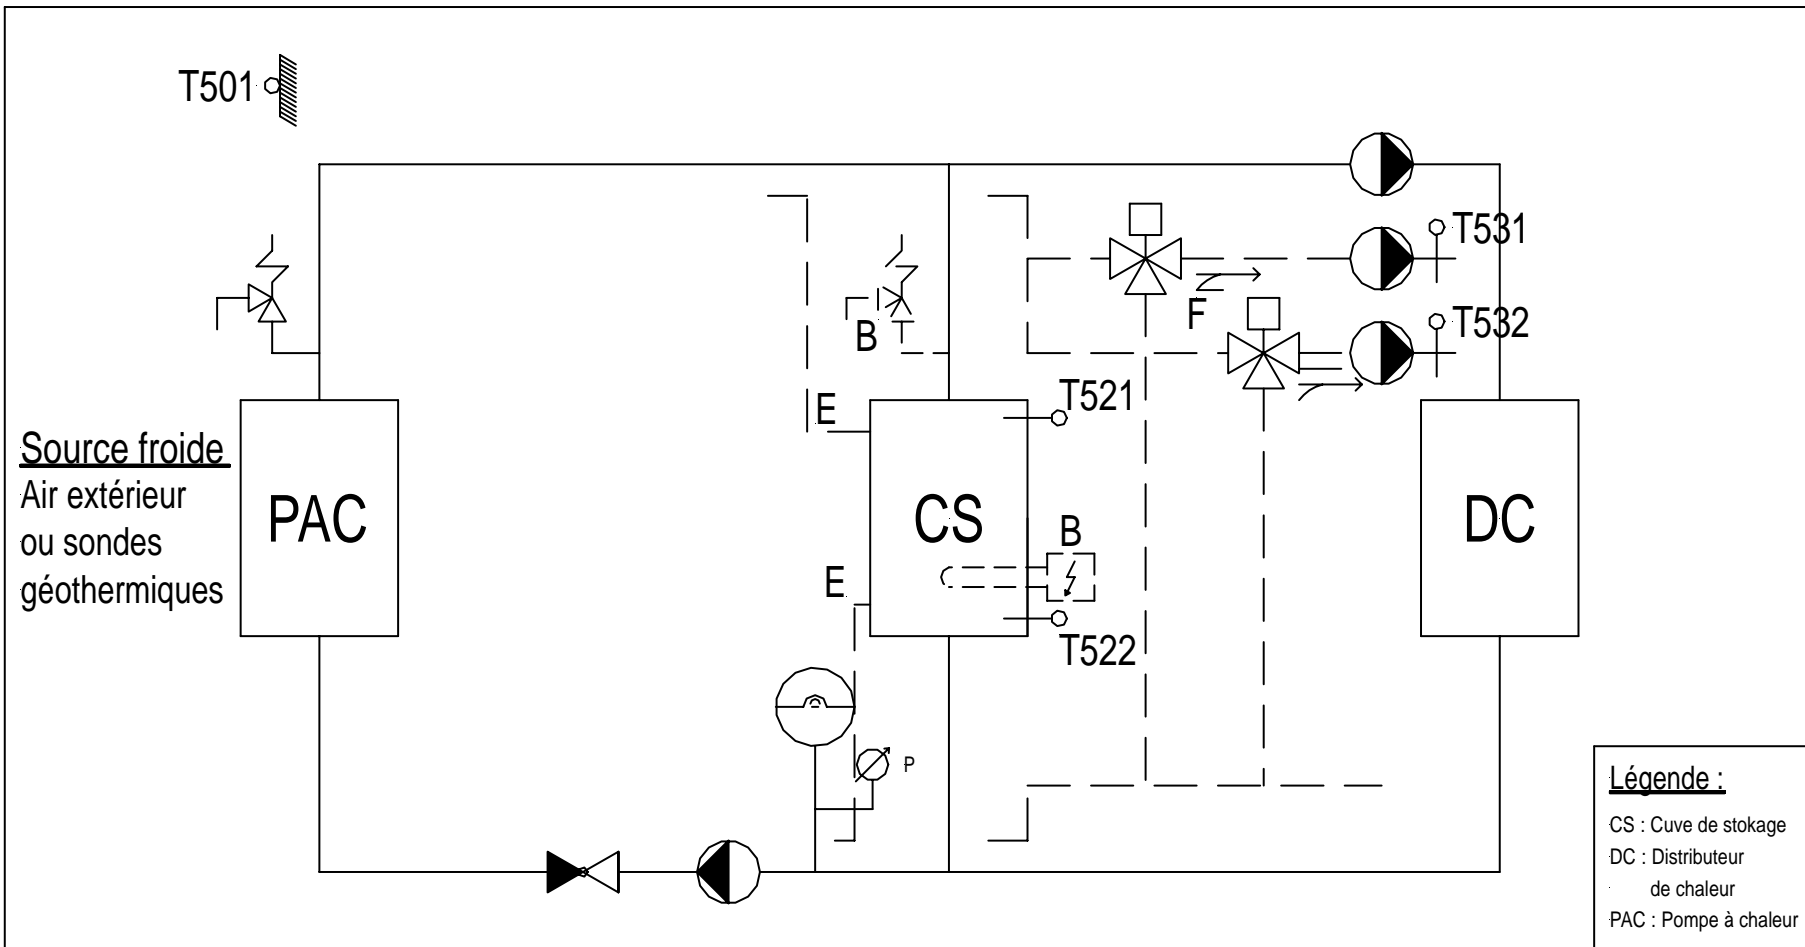 T501
T531
F
T532
B
T521
E
Source froide
Air extérieur
ou sondes
géothermiques
PAC
CS
DC
B
E
T522
P
Légende :
CS : Cuve de stokage
DC : Distributeur
de chaleur
PAC : Pompe à chaleur